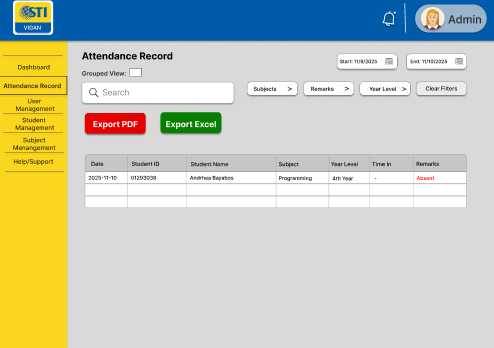 STI
VIGAN
Admin
Dashboard
Attendance Record
User
Management
Student
Management
Subject
Manangement
Help/Support
Attendance Record
Start: 11/9/2025
End: 11/10/2025
Grouped View:
Search
Subjects >
Remarks >
Year Level >
Clear Filters
Export PDF
Export Excel
Date Student ID Student Name Subject Year Level Time In Remarks
2025-11-10 01293038 Andrhea Bayabos Programming 4th Year - Absent